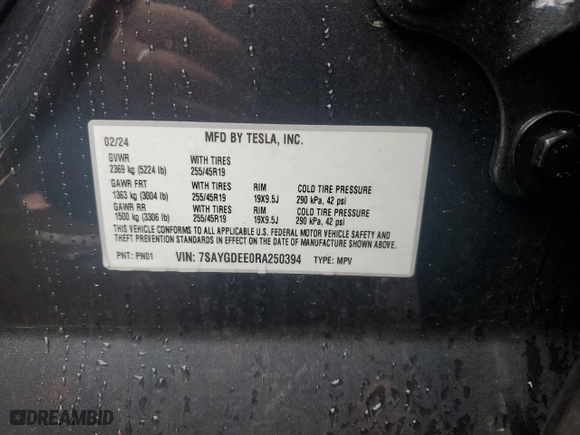 02/24 MFD BY TESLA, INC.
GVWR WITH TIRES
2369 kg (5224 lb) 255/45R19
GAWR FRT WITH TIRES RIM COLD TIRE PRESSURE
1363 kg (3004 lb) 255/45R19 19X9.5J 290 kPa, 42 psi
GAWR RR WITH TIRES RIM COLD TIRE PRESSURE
1500 kg (3306 lb) 255/45R19 19X9.5J 290 kPa, 42 psi
THIS VEHICLE CONFORMS TO ALL APPLICABLE U.S. FEDERAL MOTOR VEHICLE SAFETY AND
THEFT PREVENTION STANDARDS IN EFFECT ON THE DATE OF MANUFACTURE SHOWN ABOVE.
PNT: PN01 VIN: 7SAYGDEE0RA250394 TYPE: MPV
DREAMBID